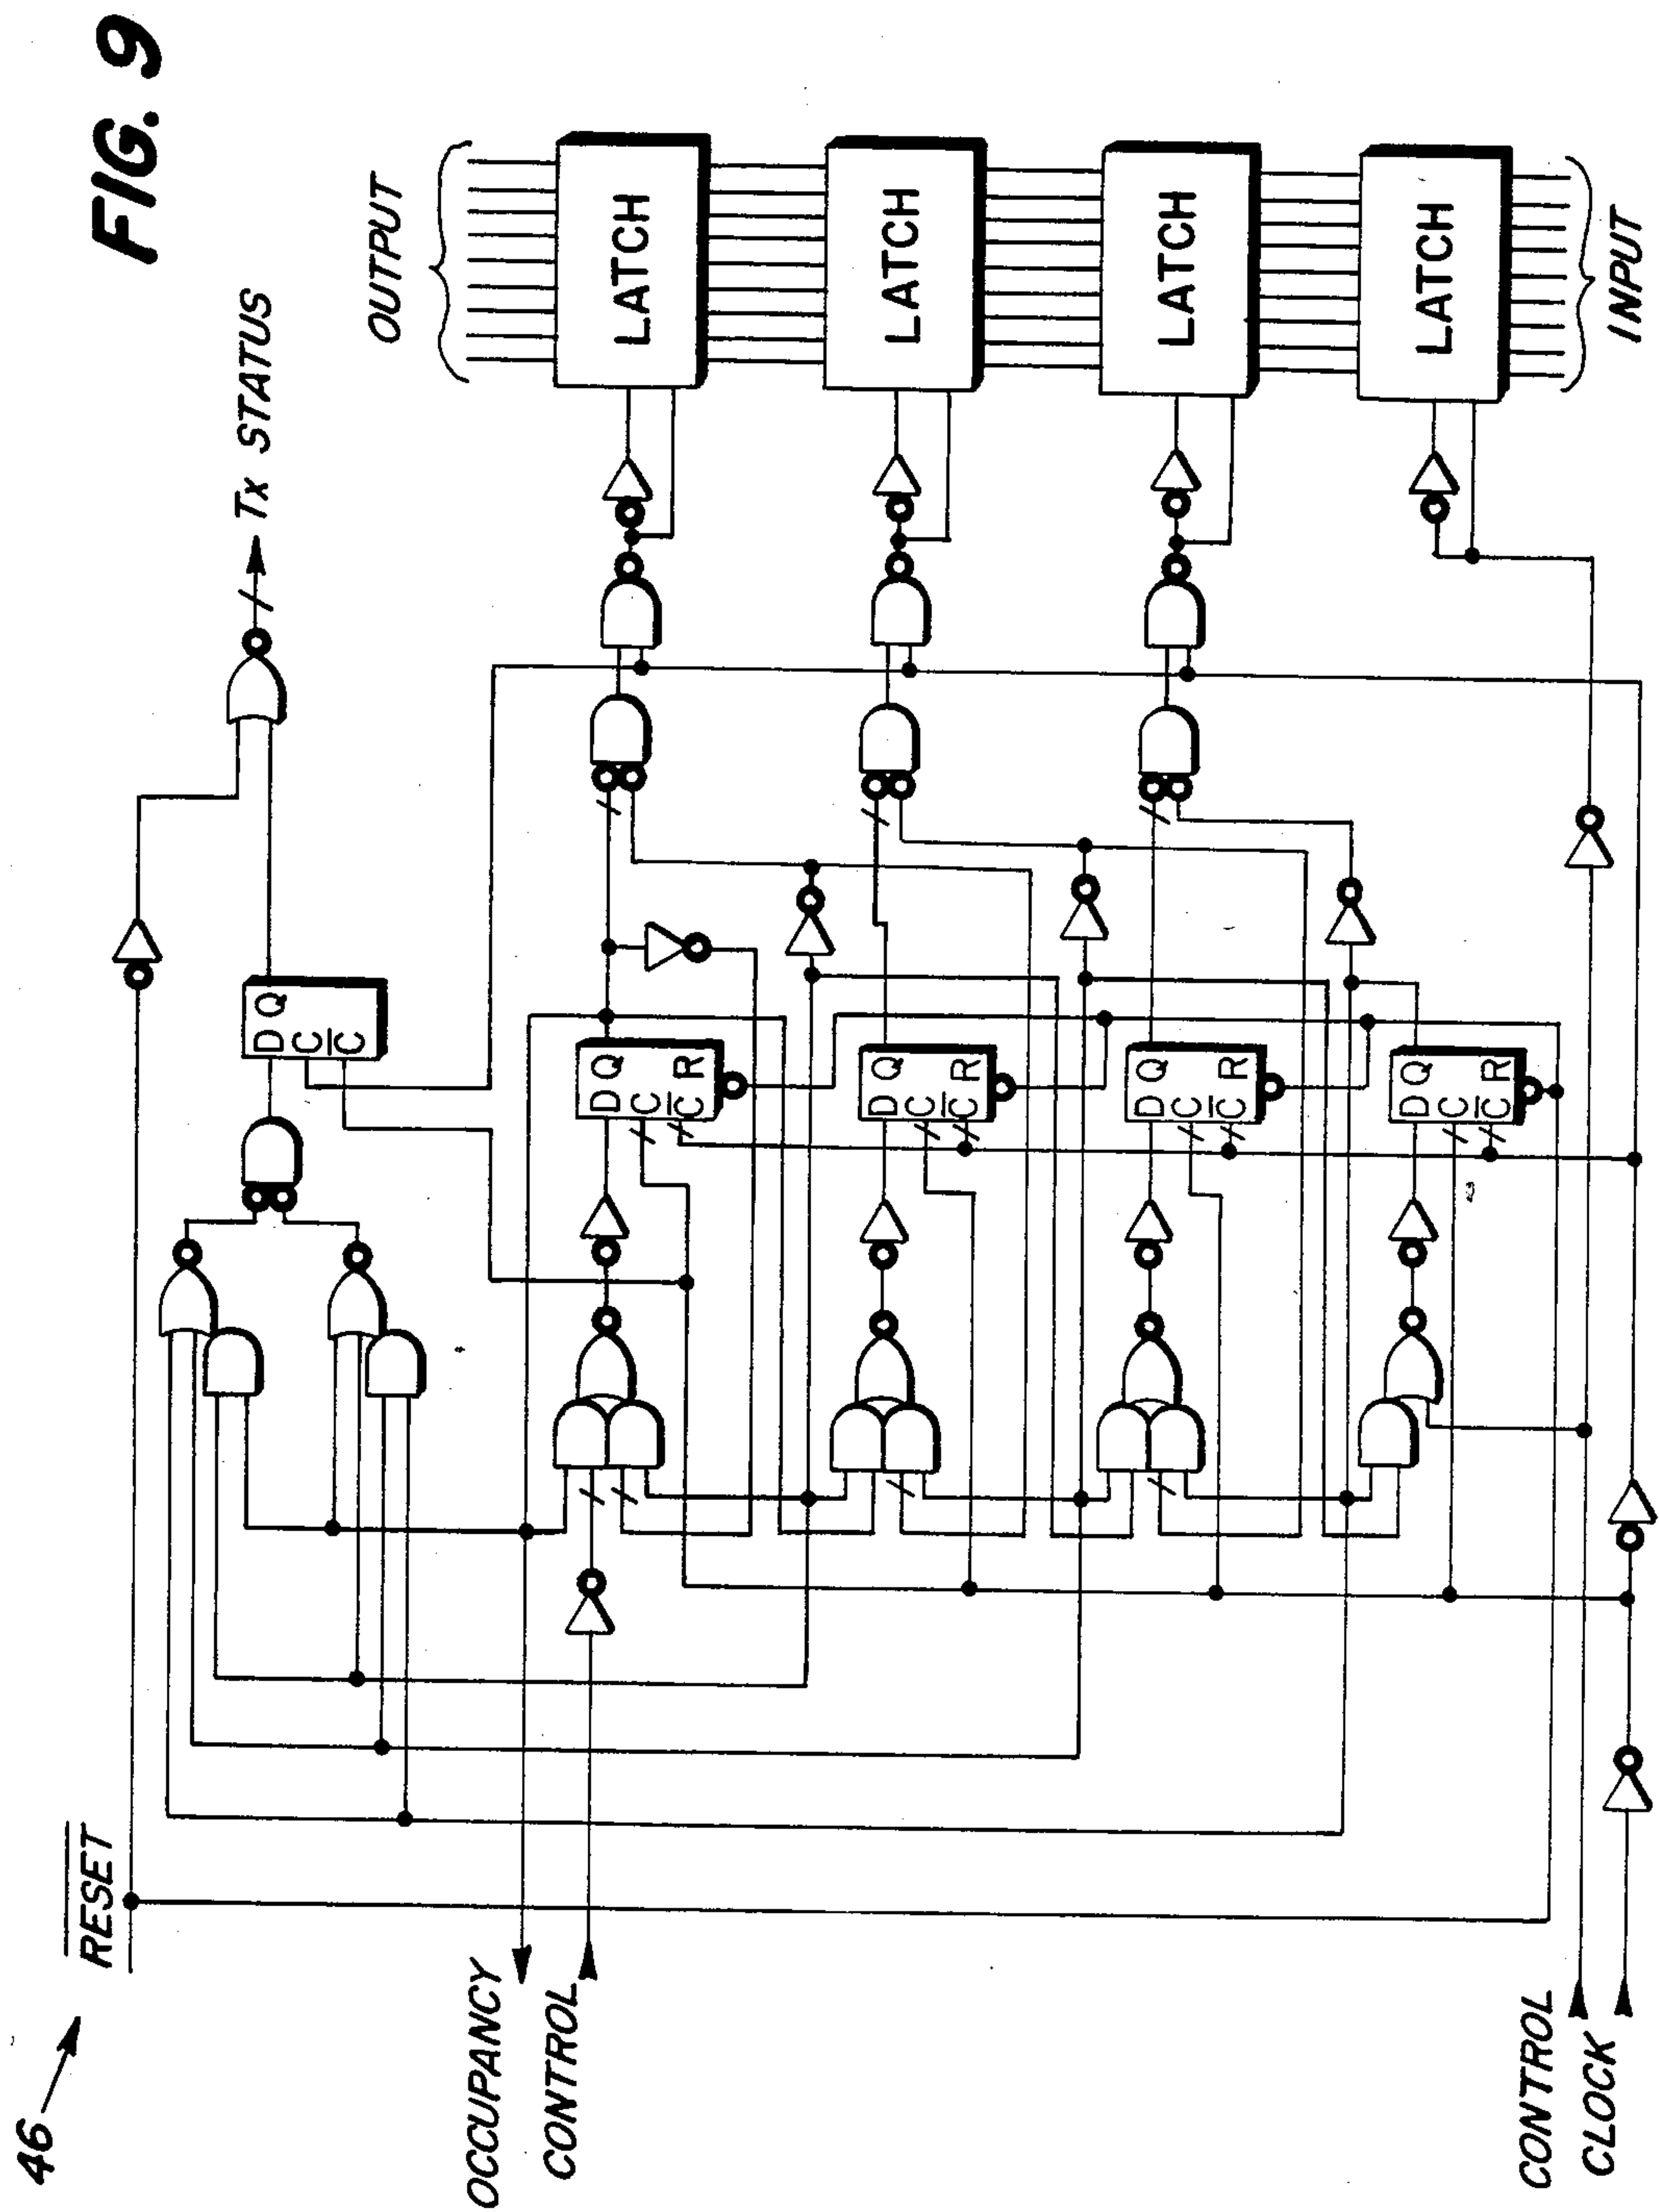 FIG. 9
46
RESET
Tx STATUS
OUTPUT
D Q
C
C
OCCUPANCY
CONTROL
D Q
C
C R
LATCH
D Q
C
C R
LATCH
D Q
C
C R
LATCH
D Q
C
C R
LATCH
CONTROL
CLOCK
INPUT